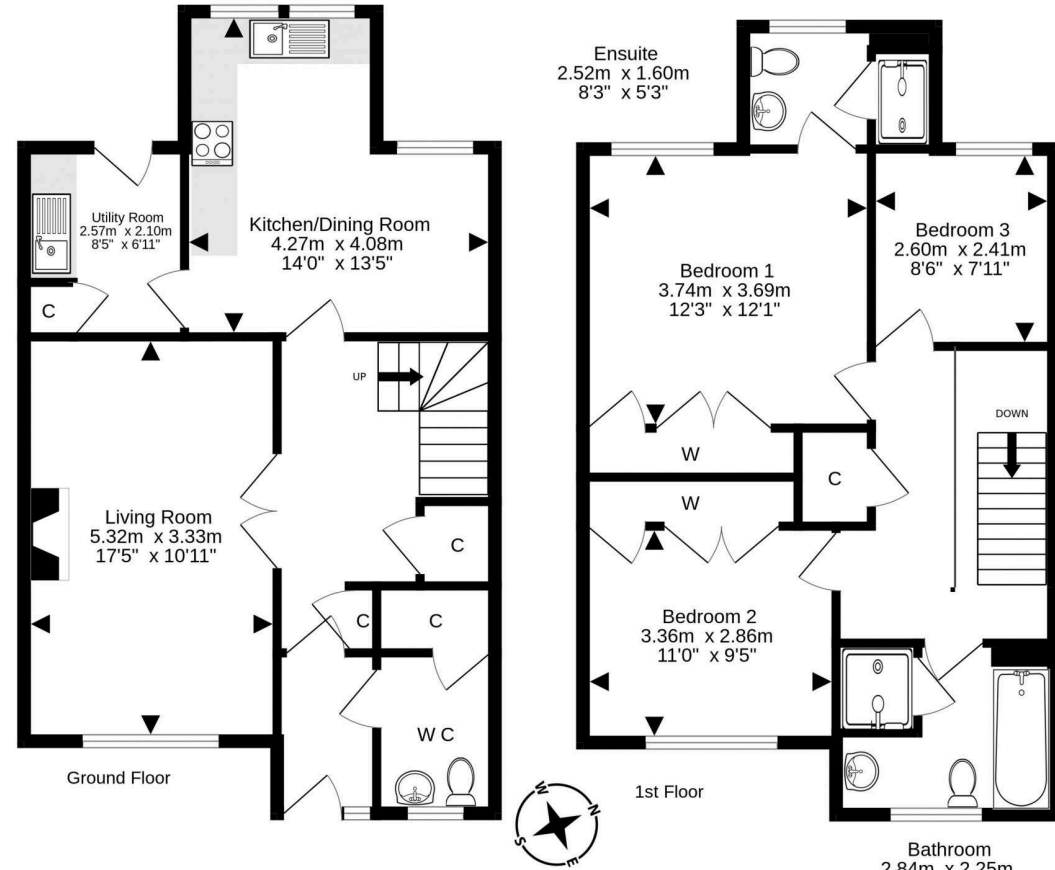 Utility Room
2.57m x 2.10m
8'5" x 6'11"
Kitchen/Dining Room
4.27m x 4.08m
14'0" x 13'5"
C
UP
Living Room
5.32m x 3.33m
17'5" x 10'11"
C
C
C
W C
Ground Floor
Ensuite
2.52m x 1.60m
8'3" x 5'3"
Bedroom 1
3.74m x 3.69m
12'3" x 12'1"
Bedroom 3
2.60m x 2.41m
8'6" x 7'11"
W
DOWN
C
W
Bedroom 2
3.36m x 2.86m
11'0" x 9'5"
1st Floor
W
N
S
E
Bathroom
2.84m x 2.25m